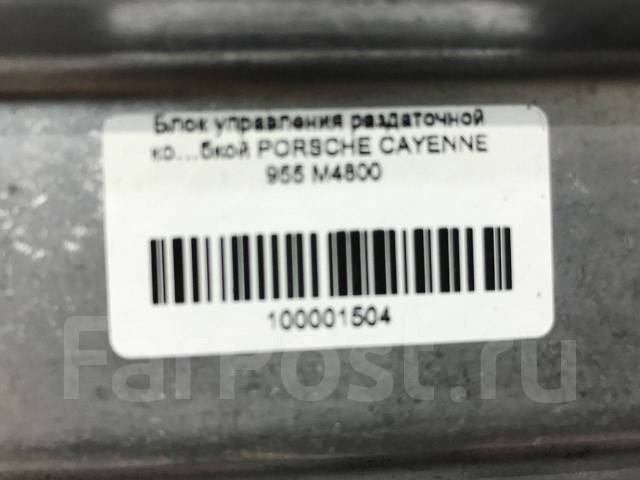 Блок управления раздаточной
ко...бкой PORSCHE CAYENNE
955 M4800
100001504
FarPost.ru